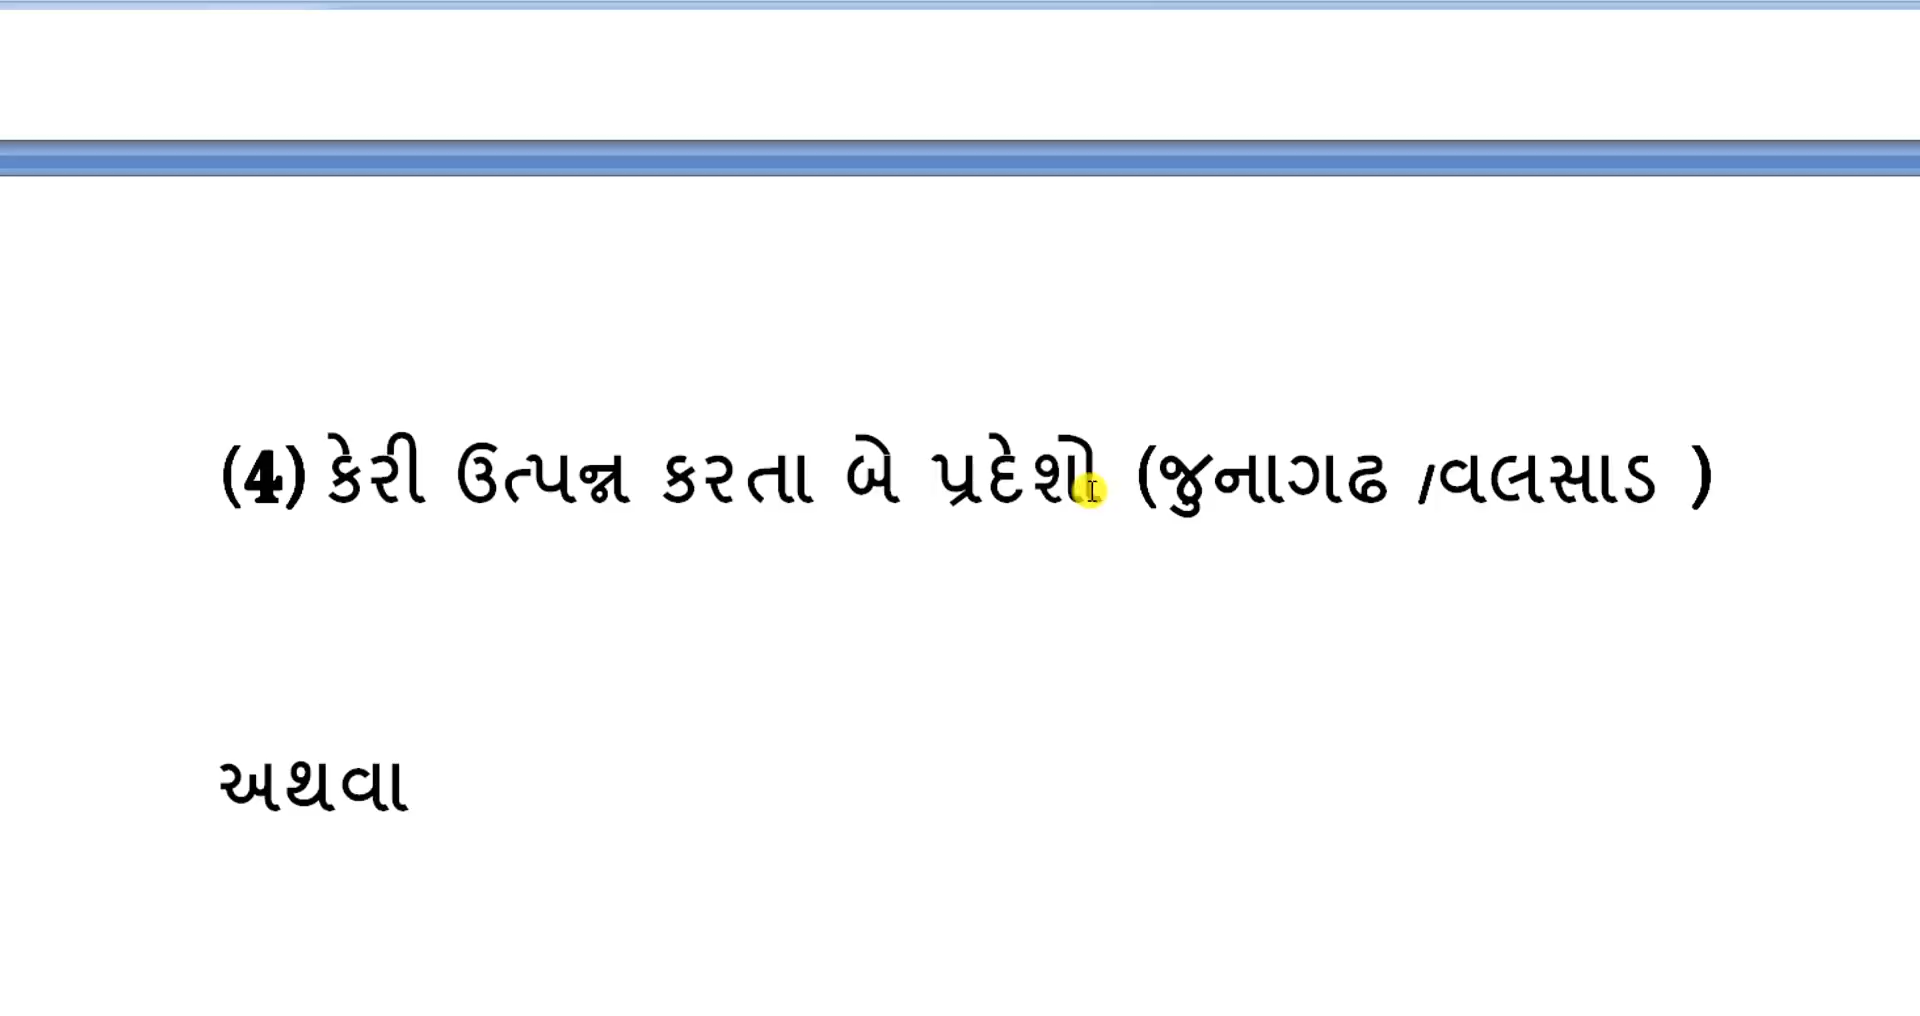 (4) કેરી ઉત્પન્ન કરતા બે પ્રદેશો (જુનાગઢ /વલસાડ )
અથવા